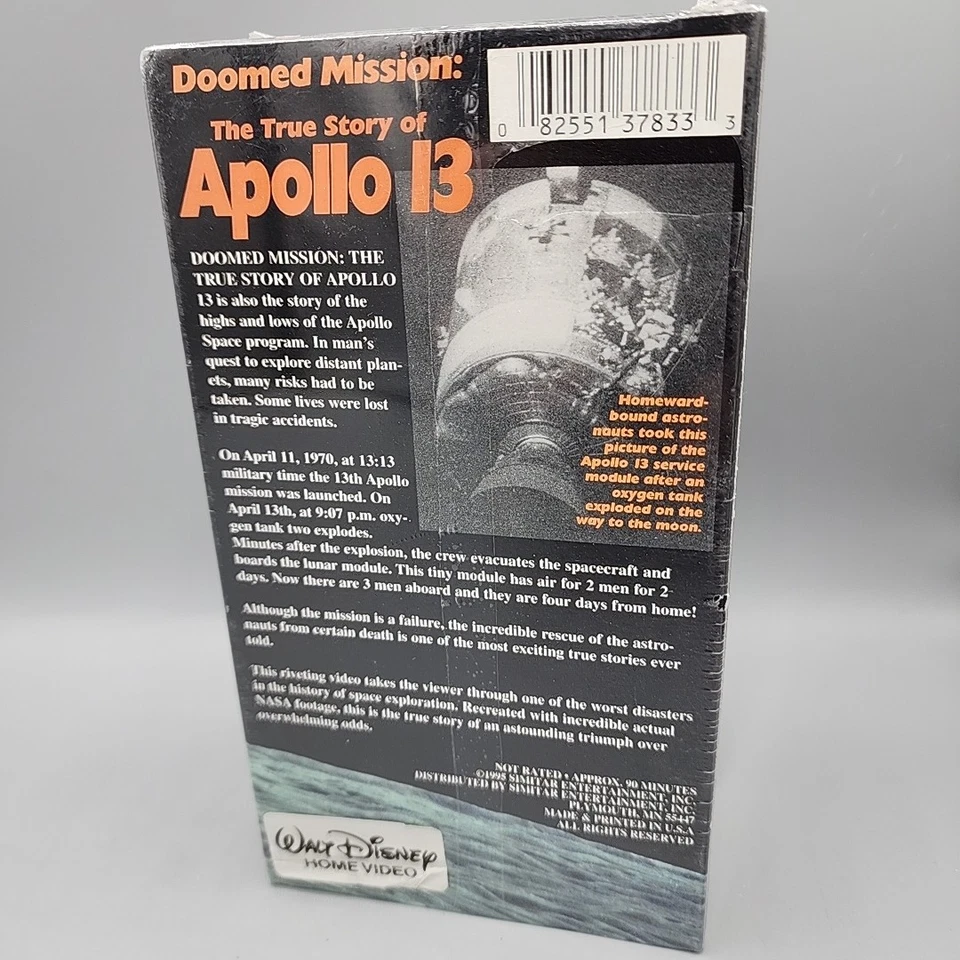 Doomed Mission:
The True Story of
Apollo 13
0 82551 37833 3
DOOMED MISSION: THE
TRUE STORY OF APOLLO
13 is also the story of the
highs and lows of the Apollo
Space program. In man's
quest to explore distant plan-
ets, many risks had to be
taken. Some lives were lost
in tragic accidents.
On April 11, 1970, at 13:13
military time the 13th Apollo
mission was launched. On
April 13th, at 9:07 p.m. oxy-
gen tank two explodes.
Minutes after the explosion, the crew evacuates the spacecraft and
boards the lunar module. This tiny module has air for 2 men for 2-
days. Now there are 3 men aboard and they are four days from home!
Homeward-
bound astro-
nauts took this
picture of the
Apollo 13 service
module after an
oxygen tank
exploded on the
way to the moon.
Although the mission is a failure, the incredible rescue of the astro-
nauts from certain death is one of the most exciting true stories ever
told.
This riveting video takes the viewer through one of the worst disasters
in the history of space exploration. Recreated with incredible actual
NASA footage, this is the true story of an astounding triumph over
overwhelming odds.
NOT RATED • APPROX. 90 MINUTES
©1995 SIMITAR ENTERTAINMENT, INC.
DISTRIBUTED BY SIMITAR ENTERTAINMENT, INC.
PLYMOUTH, MN 55447
MADE & PRINTED IN U.S.A
ALL RIGHTS RESERVED
WALT DISNEY
HOME VIDEO